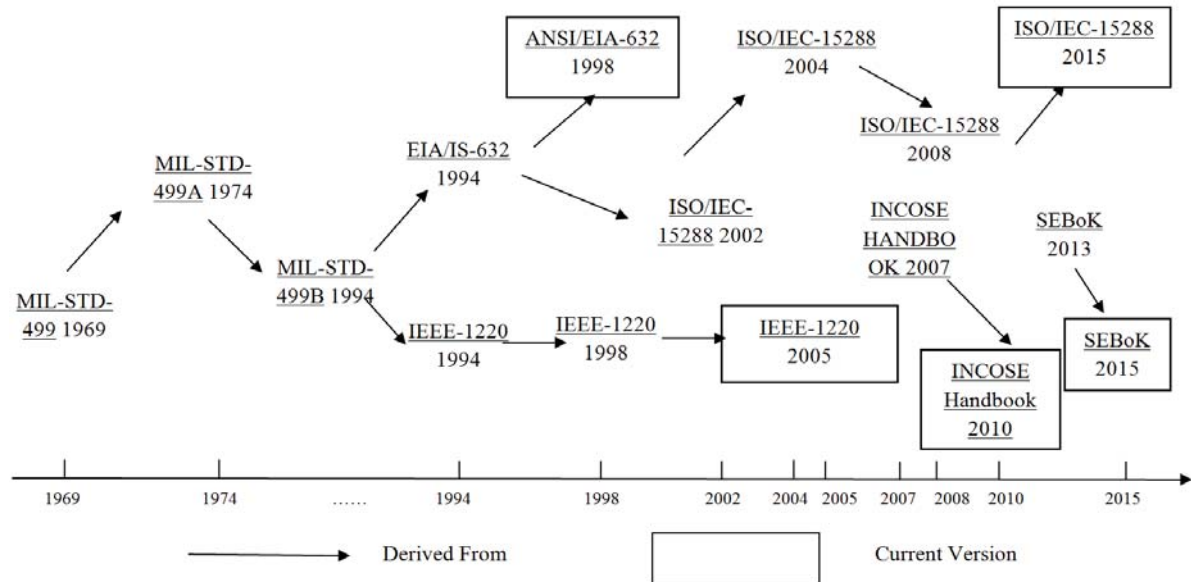 ANSI/EIA-632
1998
ISO/IEC-15288
2004
ISO/IEC-15288
2015
ISO/IEC-15288
2008
EIA/IS-632
1994
MIL-STD-
499A 1974
ISO/IEC-
15288 2002
INCOSE
HANDBO
OK 2007
SEBoK
2013
MIL-STD-
499B 1994
MIL-STD-
499 1969
IEEE-1220
1994
IEEE-1220
1998
IEEE-1220
2005
INCOSE
Handbook
2010
SEBoK
2015
1969
1974
......
1994
1998
2002
2004
2005
2007
2008
2010
2015
Derived From
Current Version